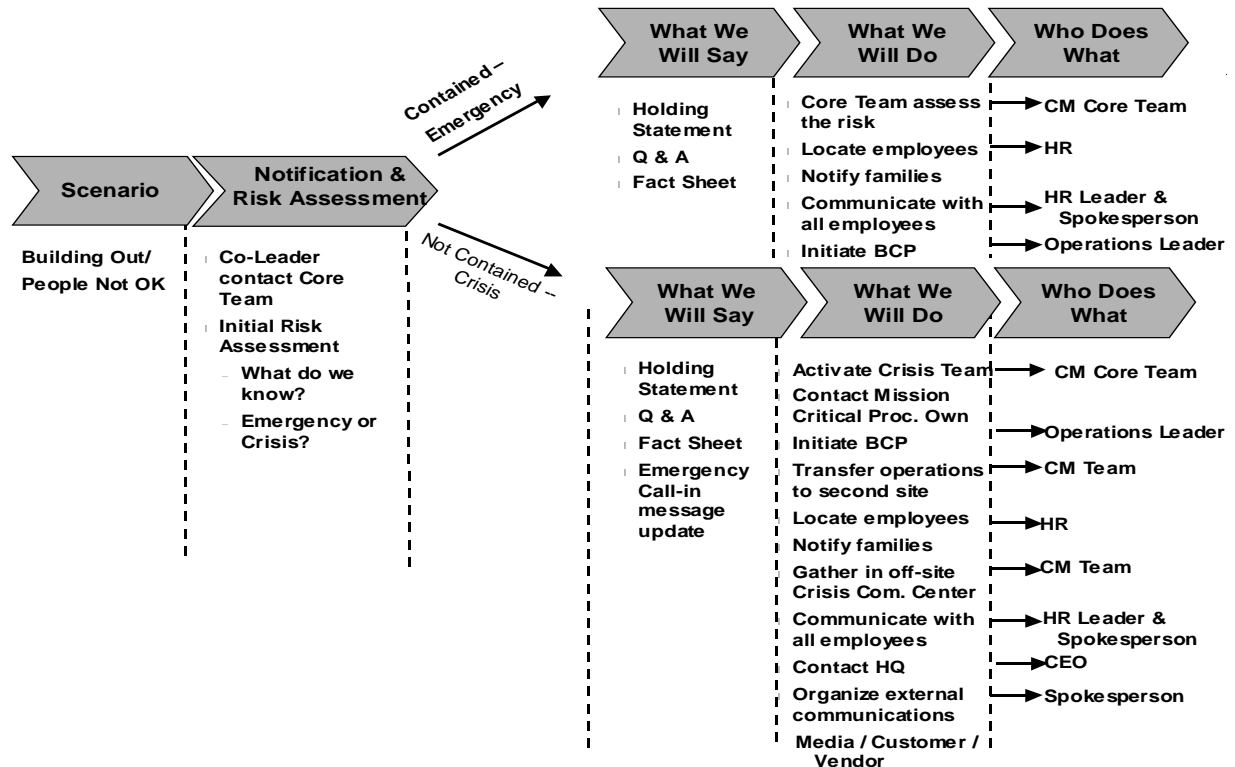 Scenario
Building Out/
People Not OK
Notification &
Risk Assessment
Co-Leader
contact Core
Team
Initial Risk
Assessment
– What do we
know?
– Emergency or
Crisis?
Contained –
Emergency
What We
Will Say
Holding
Statement
Q & A
Fact Sheet
What We
Will Do
Core Team assess
the risk
Locate employees
Notify families
Communicate with
all employees
Initiate BCP
Who Does
What
CM Core Team
HR
HR Leader &
Spokesperson
Operations Leader
Not Contained –
Crisis
What We
Will Say
Holding
Statement
Q & A
Fact Sheet
Emergency
Call-in
message
update
What We
Will Do
Activate Crisis Team
Contact Mission
Critical Proc. Own
Initiate BCP
Transfer operations
to second site
Locate employees
Notify families
Gather in off-site
Crisis Com. Center
Communicate with
all employees
Contact HQ
Organize external
communications
Media / Customer /
Vendor
Who Does
What
CM Core Team
Operations Leader
CM Team
HR
CM Team
HR Leader &
Spokesperson
CEO
Spokesperson